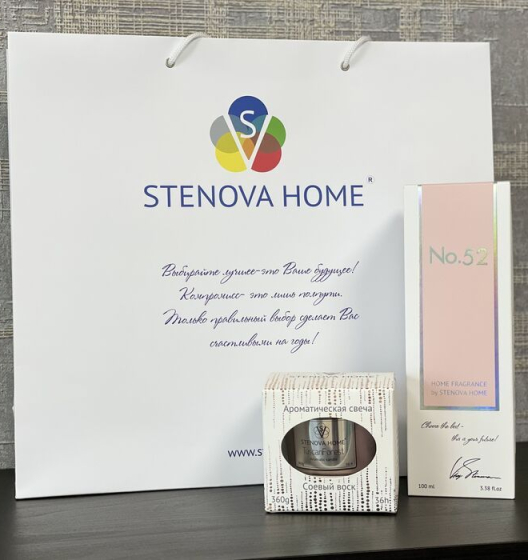 S
V
STENOVA HOME®
Выбирайте лучшее-это Ваше будущее!
Компромисс- это лишь полпути.
Только правильный выбор сделает Вас
счастливыми на годы!
www.s
No.52
HOME FRAGRANCE
by STENOVA HOME
Choose the best -
this is your future!
100 ml
3.38 fl.oz
Ароматическая свеча
STENOVA HOME
Соевый воск
360g
56h